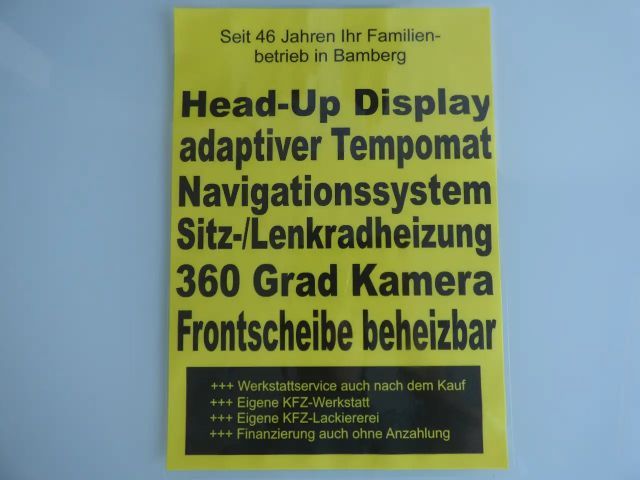 Seit 46 Jahren Ihr Familien-
betrieb in Bamberg
Head-Up Display
adaptiver Tempomat
Navigationssystem
Sitz-/Lenkradheizung
360 Grad Kamera
Frontscheibe beheizbar
+++ Werkstattservice auch nach dem Kauf
+++ Eigene KFZ-Werkstatt
+++ Eigene KFZ-Lackiererei
+++ Finanzierung auch ohne Anzahlung